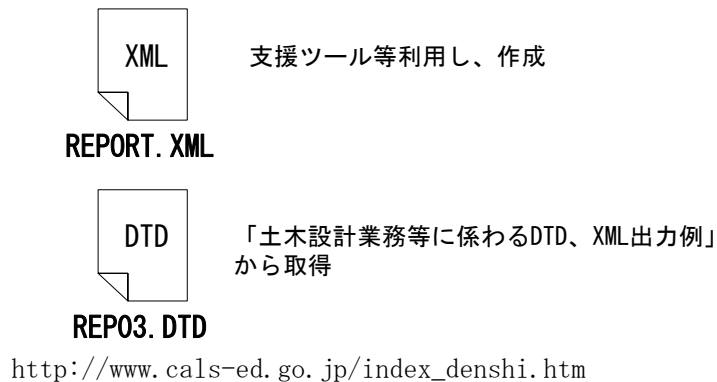 XML
支援ツール等利用し、作成
REPORT.XML
DTD
「土木設計業務等に係わるDTD、XML出力例」
から取得
REP03.DTD
http://www.cals-ed.go.jp/index_denshi.htm